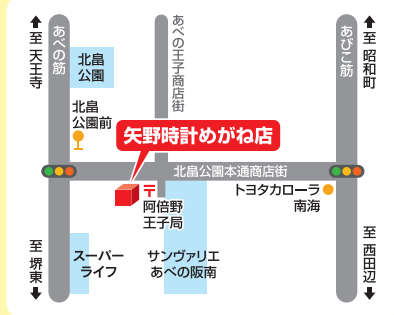 至 天王寺
あべの筋
北畠
公園
あべの王子商店街
あびこ筋
至 昭和町
北畠
公園前
矢野時計めがね店
北畠公園本通商店街
〒
阿倍野
王子局
トヨタカローラ
南海
至 堺東
スーパー
ライフ
サンヴァリエ
あべの阪南
至 西田辺